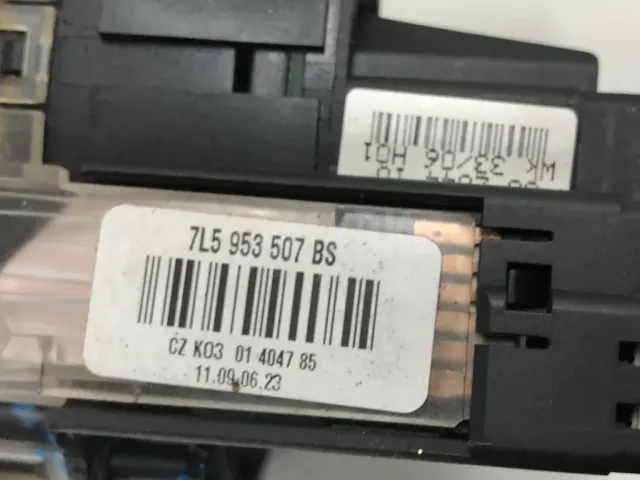 WK 33/06 H01
7L5 953 507 BS
CZ K03 01 4047 85
11.09.06.23